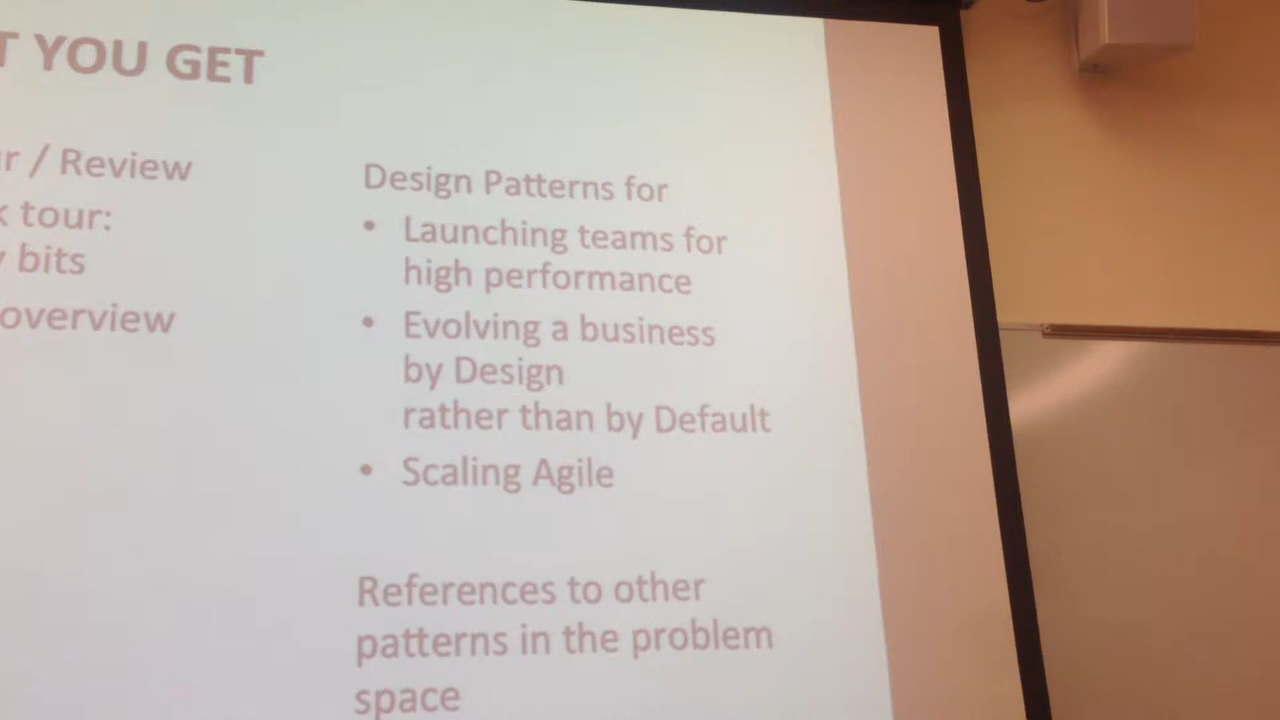 YOU GET
/ Review
tour:
bits
overview
Design Patterns for
• Launching teams for
high performance
• Evolving a business
by Design
rather than by Default
• Scaling Agile
References to other
patterns in the problem
space